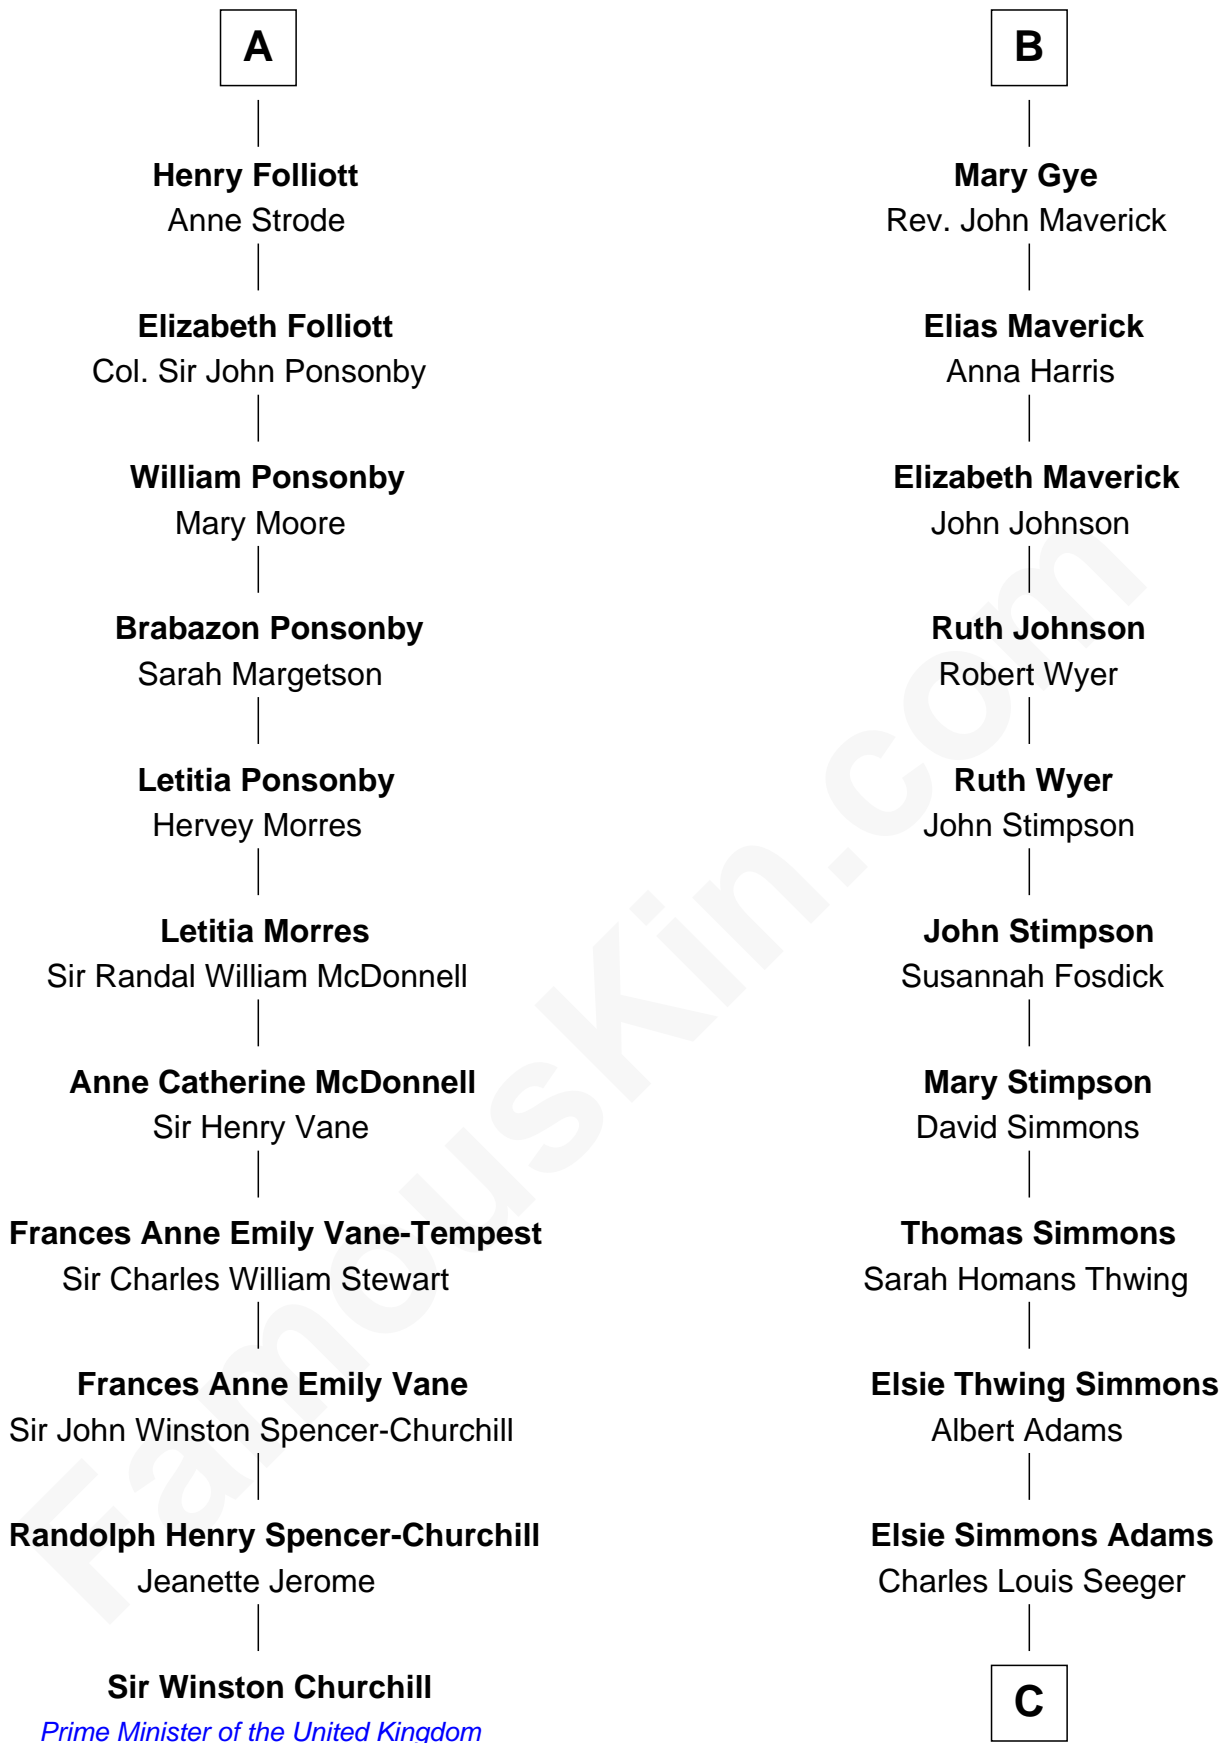 A
Henry Folliott
Anne Strode
Elizabeth Folliott
Col. Sir John Ponsonby
William Ponsonby
Mary Moore
Brabazon Ponsonby
Sarah Margetson
Letitia Ponsonby
Hervey Morres
Letitia Morres
Sir Randal William McDonnell
Anne Catherine McDonnell
Sir Henry Vane
Frances Anne Emily Vane-Tempest
Sir Charles William Stewart
Frances Anne Emily Vane
Sir John Winston Spencer-Churchill
Randolph Henry Spencer-Churchill
Jeanette Jerome
Sir Winston Churchill
Prime Minister of the United Kingdom
B
Mary Gye
Rev. John Maverick
Elias Maverick
Anna Harris
Elizabeth Maverick
John Johnson
Ruth Johnson
Robert Wyer
Ruth Wyer
John Stimpson
John Stimpson
Susannah Fosdick
Mary Stimpson
David Simmons
Thomas Simmons
Sarah Homans Thwing
Elsie Thwing Simmons
Albert Adams
Elsie Simmons Adams
Charles Louis Seeger
C
FamousKin.com